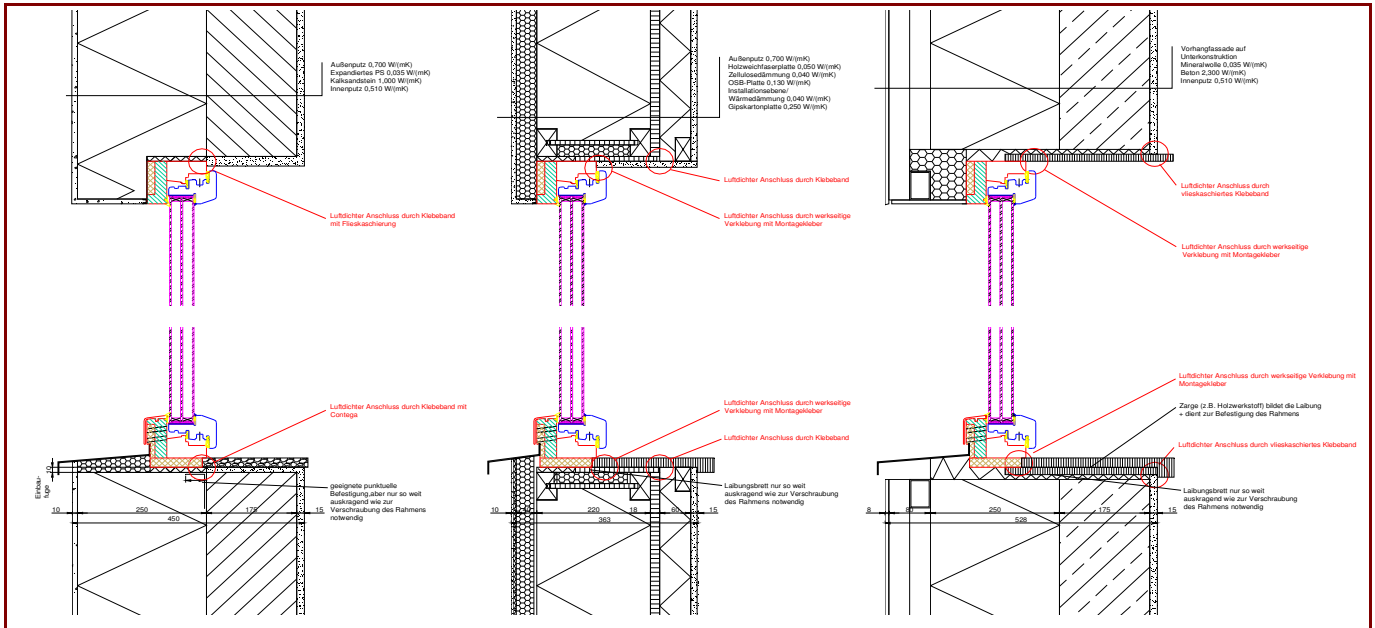 Außenputz 0,700 W/(mK)
Expandiertes PS 0,035 W/(mK)
Kalksandstein 1,000 W/(mK)
Innenputz 0,510 W/(mK)
Luftdichter Anschluss durch Klebeband
mit Flieskaschierung
Luftdichter Anschluss durch Klebeband mit
Contega
geeignete punktuelle
Befestigung,aber nur so weit
auskragend wie zur
Verschraubung des Rahmens
notwendig
Einbau-
fuge
10
10 250 175 15
450
Außenputz 0,700 W/(mK)
Holzweichfaserplatte 0,050 W/(mK)
Zellulosedämmung 0,040 W/(mK)
OSB-Platte 0,130 W/(mK)
Installationsebene/
Wärmedämmung 0,040 W/(mK)
Gipskartonplatte 0,250 W/(mK)
Luftdichter Anschluss durch Klebeband
Luftdichter Anschluss durch werkseitige
Verklebung mit Montagekleber
Luftdichter Anschluss durch werkseitige
Verklebung mit Montagekleber
Luftdichter Anschluss durch Klebeband
Laibungsbrett nur so weit
auskragend wie zur Verschraubung
des Rahmens notwendig
10 220 18 60 15
363
Vorhangfassade auf
Unterkonstruktion
Mineralwolle 0,035 W/(mK)
Beton 2,300 W/(mK)
Innenputz 0,510 W/(mK)
Luftdichter Anschluss durch
vlieskaschiertes Klebeband
Luftdichter Anschluss durch werkseitige
Verklebung mit Montagekleber
Luftdichter Anschluss durch werkseitige Verklebung mit
Montagekleber
Zarge (z.B. Holzwerkstoff) bildet die Laibung
+ dient zur Befestigung des Rahmens
Luftdichter Anschluss durch vlieskaschiertes Klebeband
Laibungsbrett nur so weit
auskragend wie zur Verschraubung
des Rahmens notwendig
8 250 175 15
528